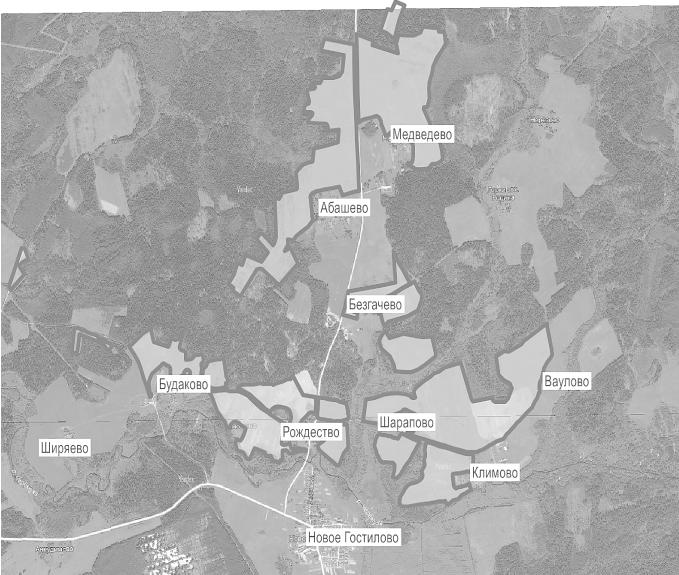 Медведево
Абашево
Безгачево
Будаково
Ваулово
Шарапово
Рождество
Ширяево
Климово
Новое Гостилово